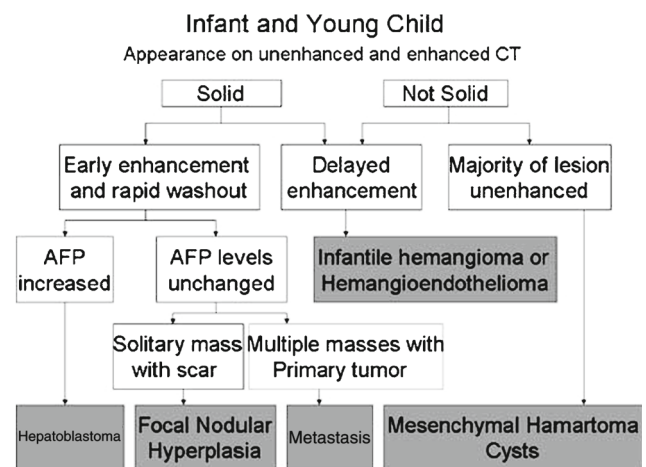 Infant and Young Child
Appearance on unenhanced and enhanced CT
Solid
Not Solid
Early enhancement
and rapid washout
Delayed
enhancement
Majority of lesion
unenhanced
AFP
increased
AFP levels
unchanged
Infantile hemangioma or
Hemangioendothelioma
Solitary mass
with scar
Multiple masses with
Primary tumor
Hepatoblastoma
Focal Nodular
Hyperplasia
Metastasis
Mesenchymal Hamartoma
Cysts